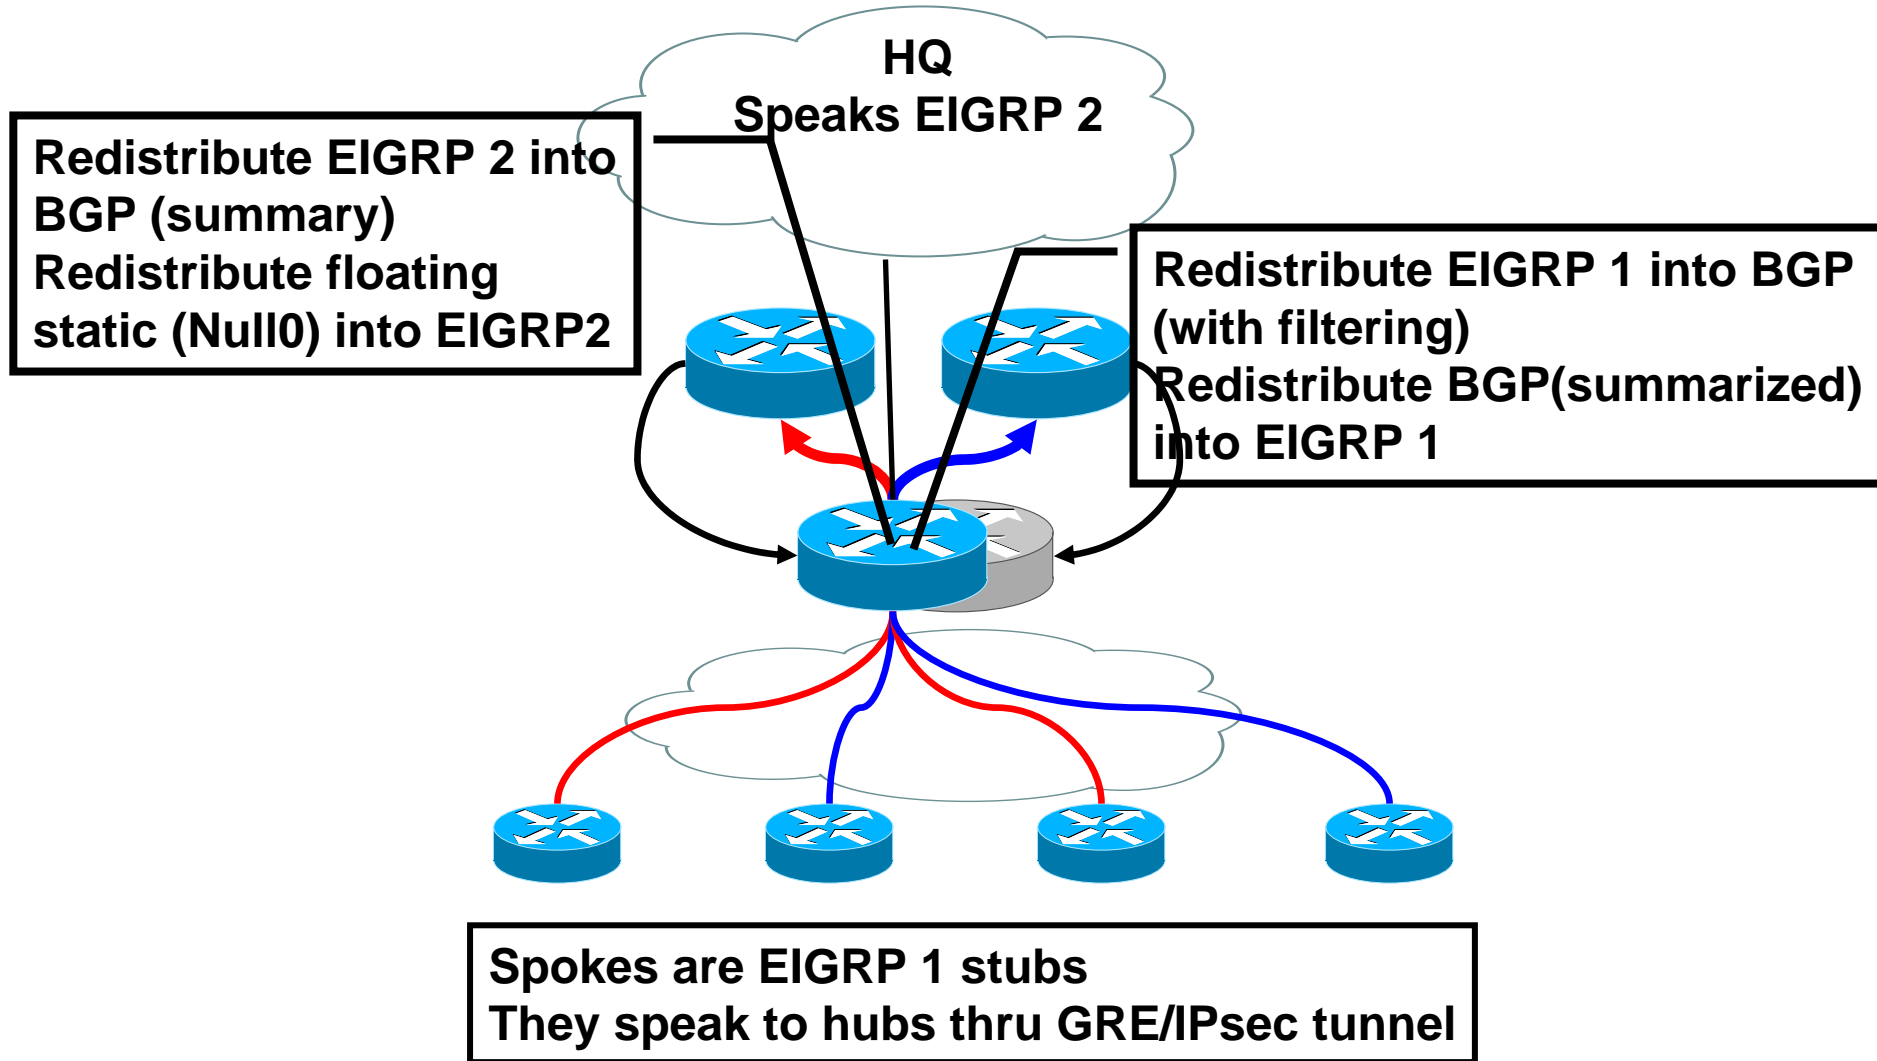 HQ
Speaks EIGRP 2
Redistribute EIGRP 2 into
BGP (summary)
Redistribute floating
static (Null0) into EIGRP2
Redistribute EIGRP 1 into BGP
(with filtering)
Redistribute BGP(summarized)
into EIGRP 1
Spokes are EIGRP 1 stubs
They speak to hubs thru GRE/IPsec tunnel